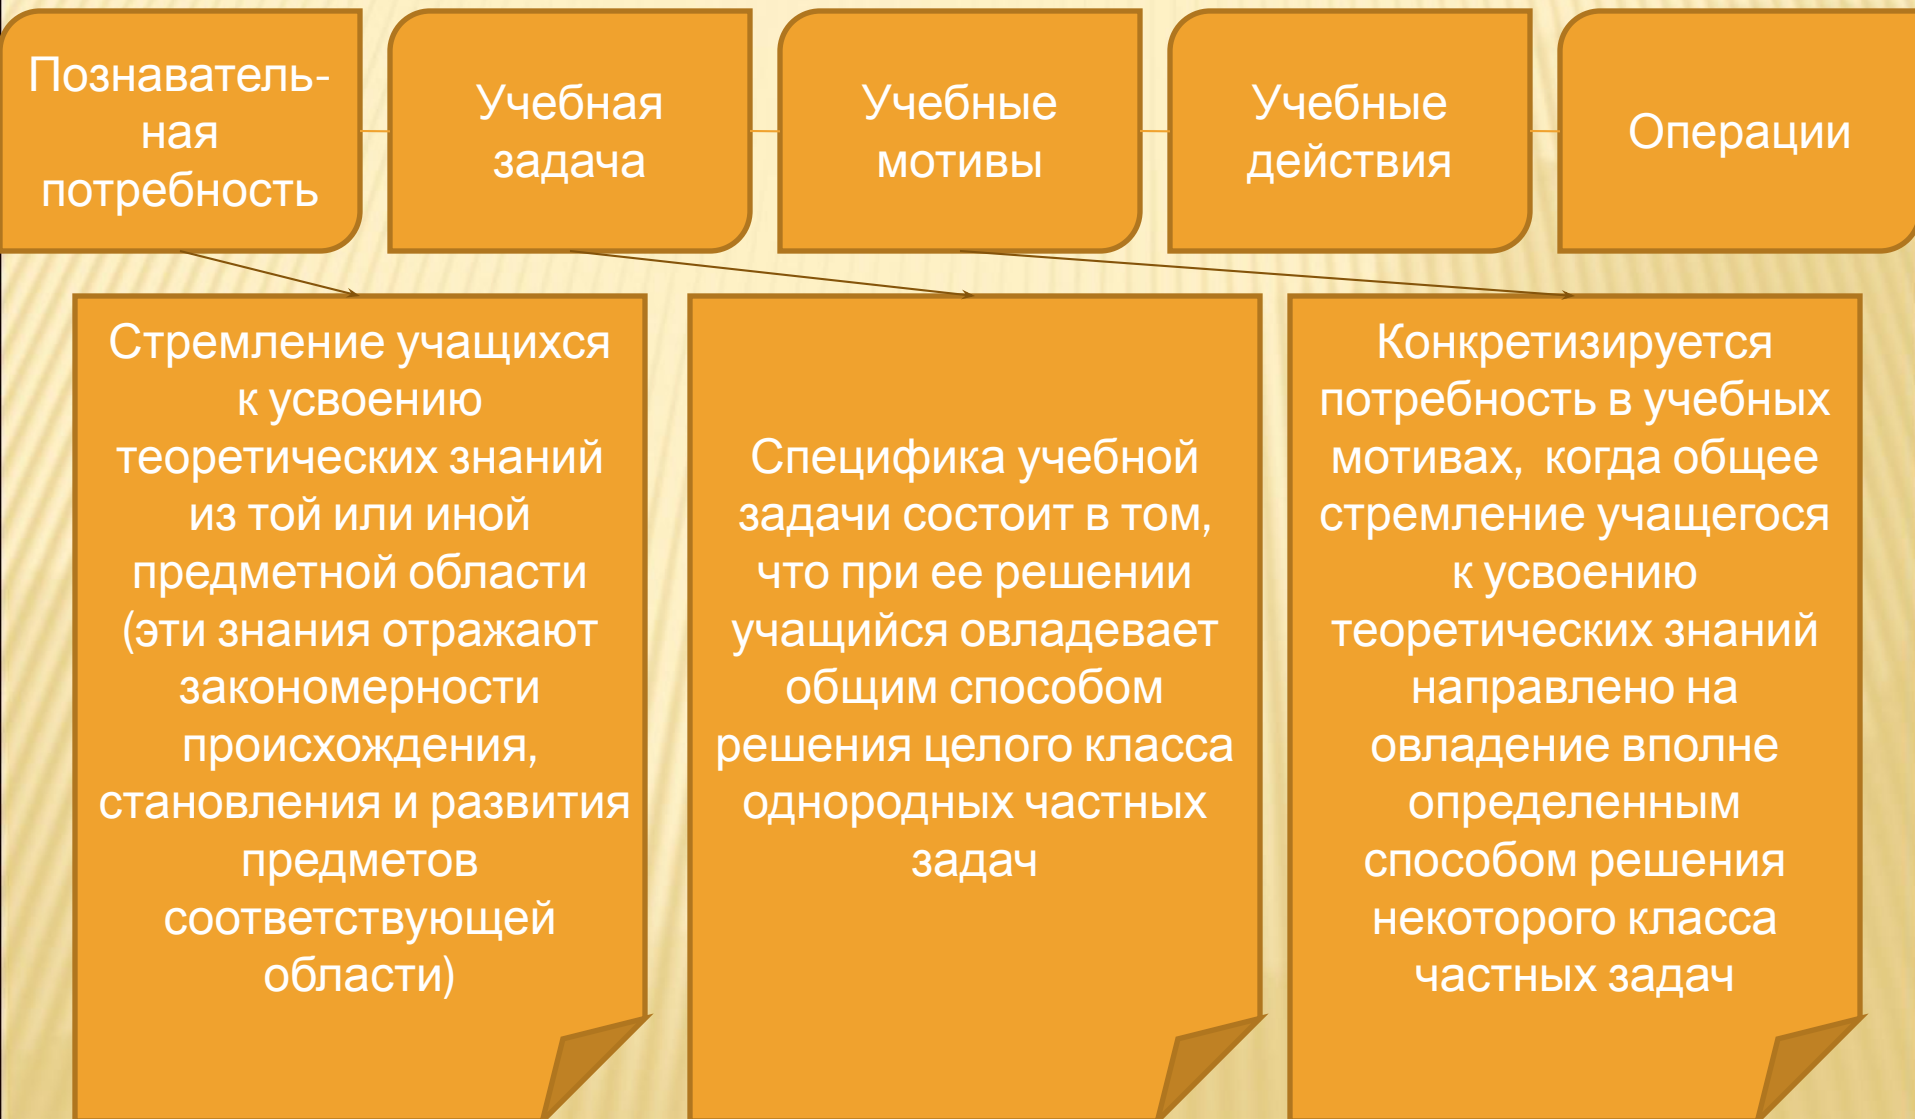 Познаватель-
ная
потребность
Учебная
задача
Учебные
мотивы
Учебные
действия
Операции
Стремление учащихся
к усвоению
теоретических знаний
из той или иной
предметной области
(эти знания отражают
закономерности
происхождения,
становления и развития
предметов
соответствующей
области)
Специфика учебной
задачи состоит в том,
что при ее решении
учащийся овладевает
общим способом
решения целого класса
однородных частных
задач
Конкретизируется
потребность в учебных
мотивах, когда общее
стремление учащегося
к усвоению
теоретических знаний
направлено на
овладение вполне
определенным
способом решения
некоторого класса
частных задач